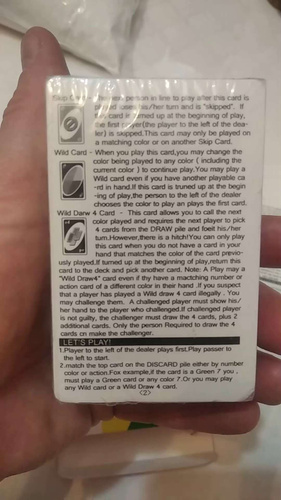 Skip Card - The next person in line to play after this card is
played loses his/her turn and is "skipped". If
this card is turned up at the beginning of play,
the first player(the player to the left of the dea-
ler) is skipped.This card may only be played on
a matching color or on another Skip Card.
Wild Card - When you play this card,you may change the
color being played to any color ( including the
current color ) to continue play.You may play a
Wild card even if you have another playable ca
-rd in hand.If this card is truned up at the begin
-ing of play,the person to the left of the dealer
chooses the color to play an plays the first card.
Wild Darw 4 Card - This card allows you to call the next
color played and requires the next player to pick
4 cards from the DRAW pile and foeit his/her
turn.However,there is a hitch!You can only play
this card when you do not have a card in your
hand that matches the color of the card previo-
usly played.If turned up at the beginning of play,return this
card to the deck and pick another card. Note: A Play may a
"Wild Draw4" card even if thy have a mactching number or
action card of a different color in their hand .If you suspect
that a player has played a Wild draw 4 card illegally . You
may challenge them. A challenged player must show his/
her hand to the player who challenged.If challenged player
is not guilty, the challenger must draw the 4 cards, plus 2
additional cards. Only the person Required to draw the 4
cards on make the challenger.
LET'S PLAY!
1.Player to the left of the dealer plays first,Play passer to
the left to start.
2.match the top card on the DISCARD pile either by number
color or action.Fox example,if the card is a Green 7 you .
must play a Green card or any color 7 .Or you may play
any Wild card or a Wild Draw 4 card.
<2>